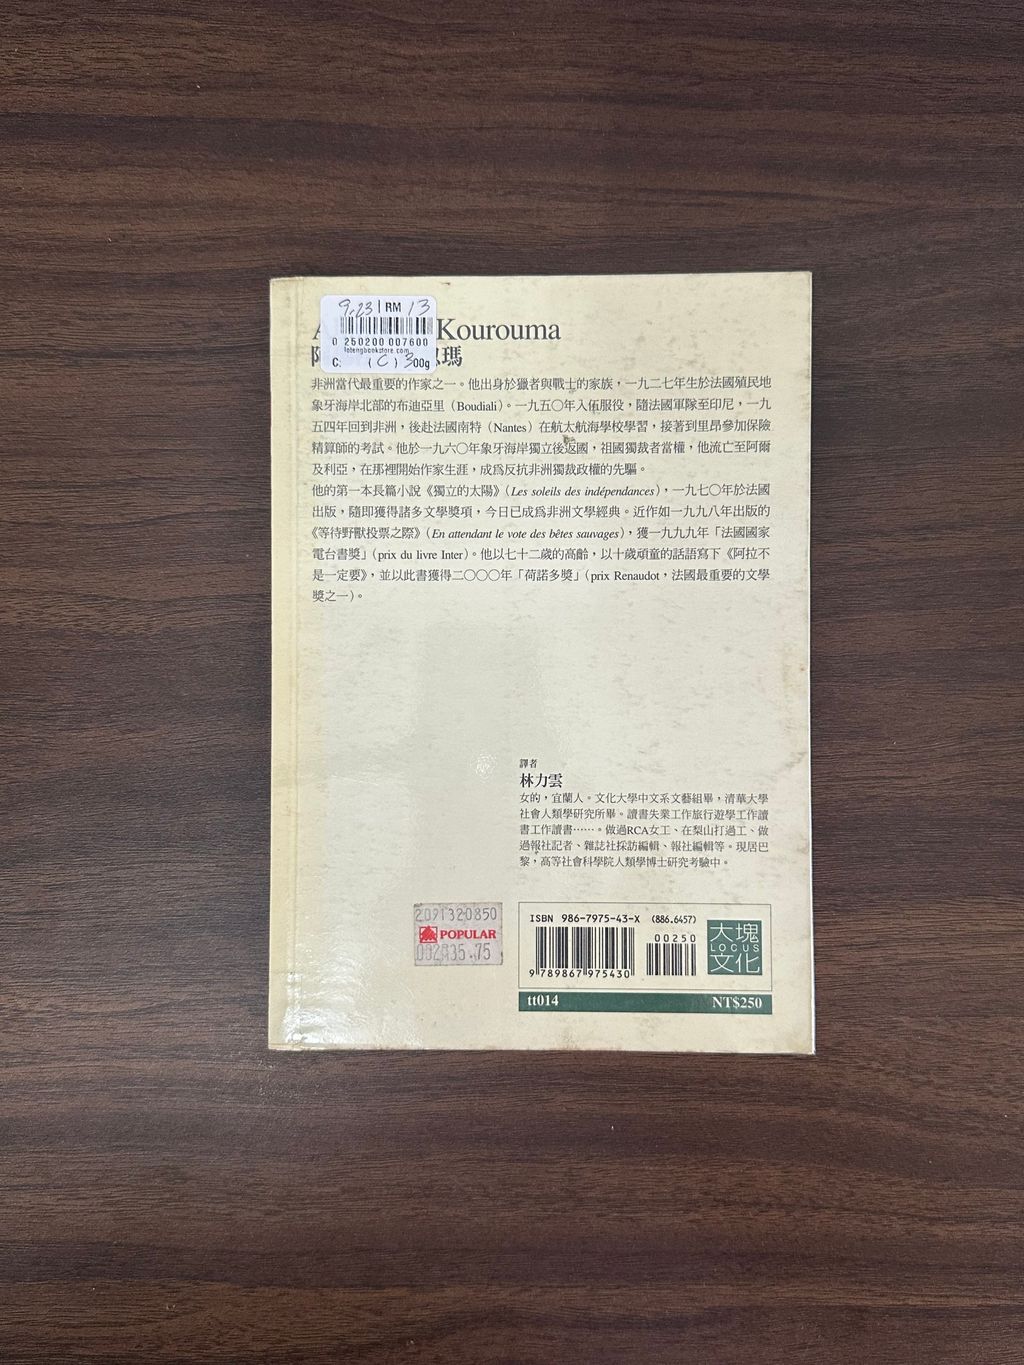 9.23 | RM 13
0 250200 007600
lotengbookstore.com
C. (C) 3 00g
Kourouma
瑪
非洲當代最重要的作家之一。他出身於獵者與戰士的家族，一九二七年生於法國殖民地
象牙海岸北部的布迪亞里（Boudiali）。一九五〇年入伍服役，隨法國軍隊至印尼，一九
五四年回到非洲，後赴法國南特（Nantes）在航太航海學校學習，接著到里昂參加保險
精算師的考試。他於一九六〇年象牙海岸獨立後返國，祖國獨裁者當權，他流亡至阿爾
及利亞，在那裡開始作家生涯，成爲反抗非洲獨裁政權的先驅。
他的第一本長篇小說《獨立的太陽》（Les soleils des indépendances），一九七〇年於法國
出版，隨即獲得諸多文學獎項，今日已成爲非洲文學經典。近作如一九九八年出版的
《等待野獸投票之際》（En attendant le vote des bêtes sauvages），獲一九九九年「法國國家
電台書獎」（prix du livre Inter）。他以七十二歲的高齡，以十歲頑童的話語寫下《阿拉不
是一定要》，並以此書獲得二〇〇〇年「荷諾多獎」（prix Renaudot，法國最重要的文學
獎之一）。
譯者
林力雲
女的，宜蘭人。文化大學中文系文藝組畢，清華大學
社會人類學研究所畢。讀書失業工作旅行遊學工作讀
書工作讀書……。做過RCA女工、在梨山打過工、做
過報社記者、雜誌社採訪編輯、報社編輯等。現居巴
黎，高等社會科學院人類學博士研究考驗中。
2091320850
POPULAR
002A35.75
ISBN 986-7975-43-X (886.6457)
00250
9 789867 975430
大塊
LOCUS
文化
tt014 NT$250